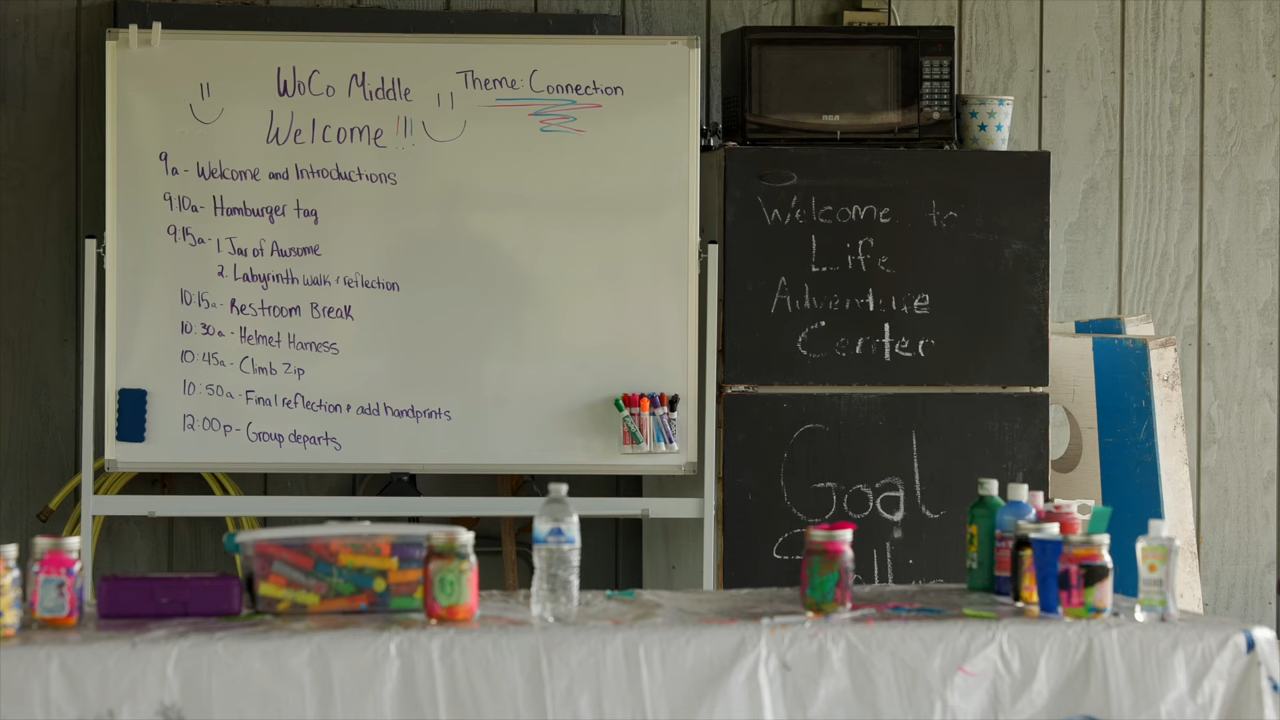 WoCo Middle
Welcome!!!
Theme: Connection
9a - Welcome and Introductions
9:10a - Hamburger tag
9:15a - 1. Jar of Awsome
2. Labyrinth walk + reflection
10:15a - Restroom Break
10:30a - Helmet Harness
10:45a - Climb Zip
10:50a - Final reflection + add handprints
12:00p - Group departs
RCA
Welcome to
Life
Adventure
Center
Goal